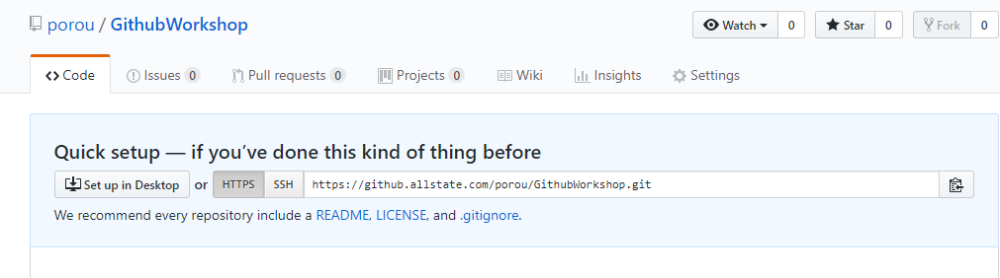 porou / GithubWorkshop Watch 0 Star 0 Fork 0
Code Issues 0 Pull requests 0 Projects 0 Wiki Insights Settings
Quick setup — if you’ve done this kind of thing before
Set up in Desktop or HTTPS SSH https://github.allstate.com/porou/GithubWorkshop.git
We recommend every repository include a README, LICENSE, and .gitignore.